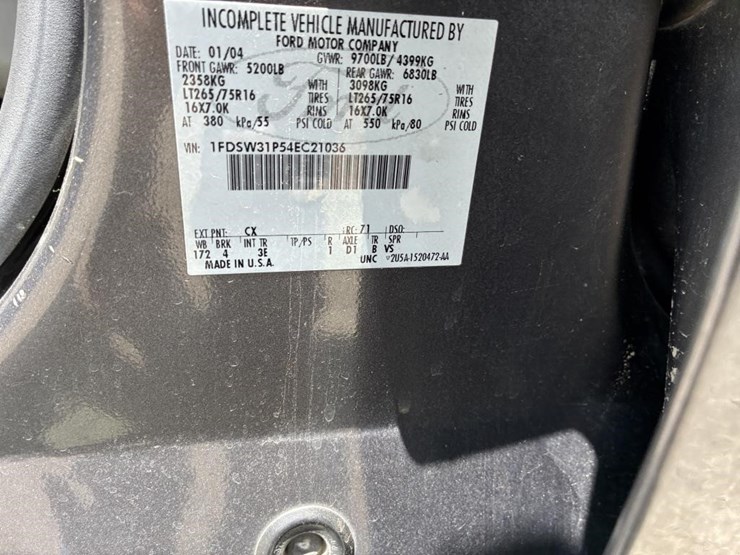 INCOMPLETE VEHICLE MANUFACTURED BY
FORD MOTOR COMPANY
DATE: 01/04 GVWR: 9700LB/4399KG
FRONT GAWR: 5200LB REAR GAWR: 6830LB
2358KG WITH 3098KG WITH
LT265/75R16 TIRES LT265/75R16 TIRES
16X7.0K RIMS 16X7.0K RIMS
AT 380 kPa/55 PSI COLD AT 550 kPa/80 PSI COLD
VIN: 1FDSW31P54EC21036
EXT PNT: CX RC: 71 DSO:
WB BRK INT TR TP/PS R AXLE TR SPR
172 4 3E 1 D1 B VS
MADE IN U.S.A. UNC 2U5A-1520472-AA
Ford